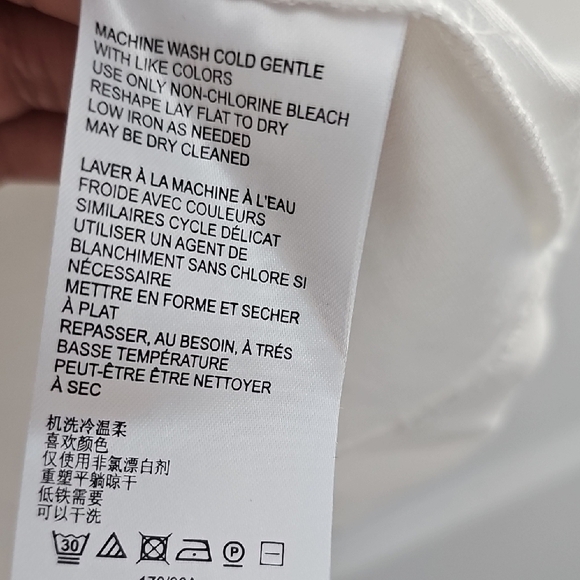 MACHINE WASH COLD GENTLE
WITH LIKE COLORS
USE ONLY NON-CHLORINE BLEACH
RESHAPE LAY FLAT TO DRY
LOW IRON AS NEEDED
MAY BE DRY CLEANED
LAVER À LA MACHINE À L'EAU
FROIDE AVEC COULEURS
SIMILAIRES CYCLE DÉLICAT
UTILISER UN AGENT DE
BLANCHIMENT SANS CHLORE SI
NÉCESSAIRE
METTRE EN FORME ET SECHER
À PLAT
REPASSER, AU BESOIN, À TRÉS
BASSE TEMPÉRATURE
PEUT-ÊTRE ÊTRE NETTOYER
À SEC
机洗冷温柔
喜欢颜色
仅使用非氯漂白剂
重塑平躺晾干
低铁需要
可以干洗
30 P